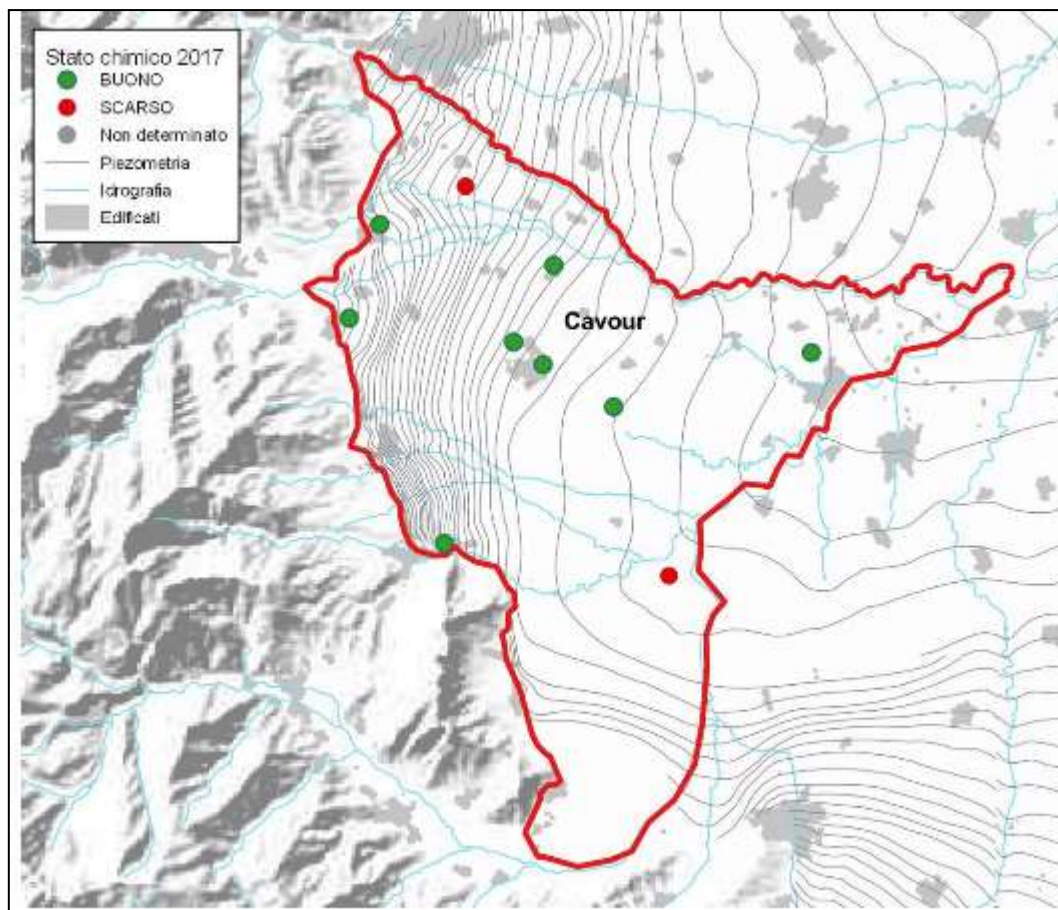 Stato chimico 2017
BUONO
SCARSO
Non determinato
Piezometria
Idrografia
Edificati
Cavour